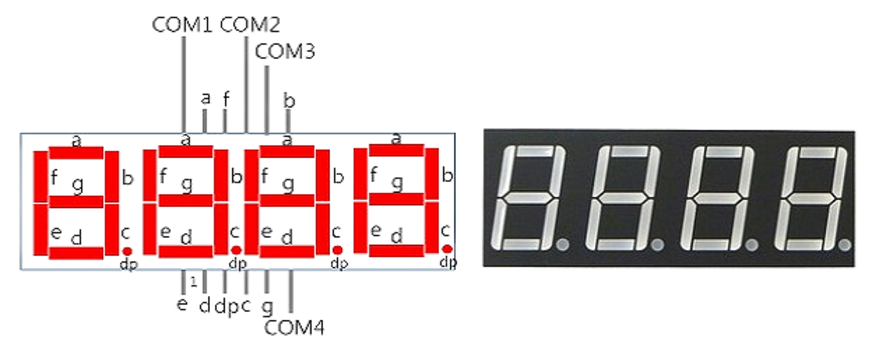 COM1 COM2
COM3
a f b
a a a a
f g b f g b f g b f g b
e d c e d c e d c e d c
dp dp dp dp
1
e d dp c g
COM4